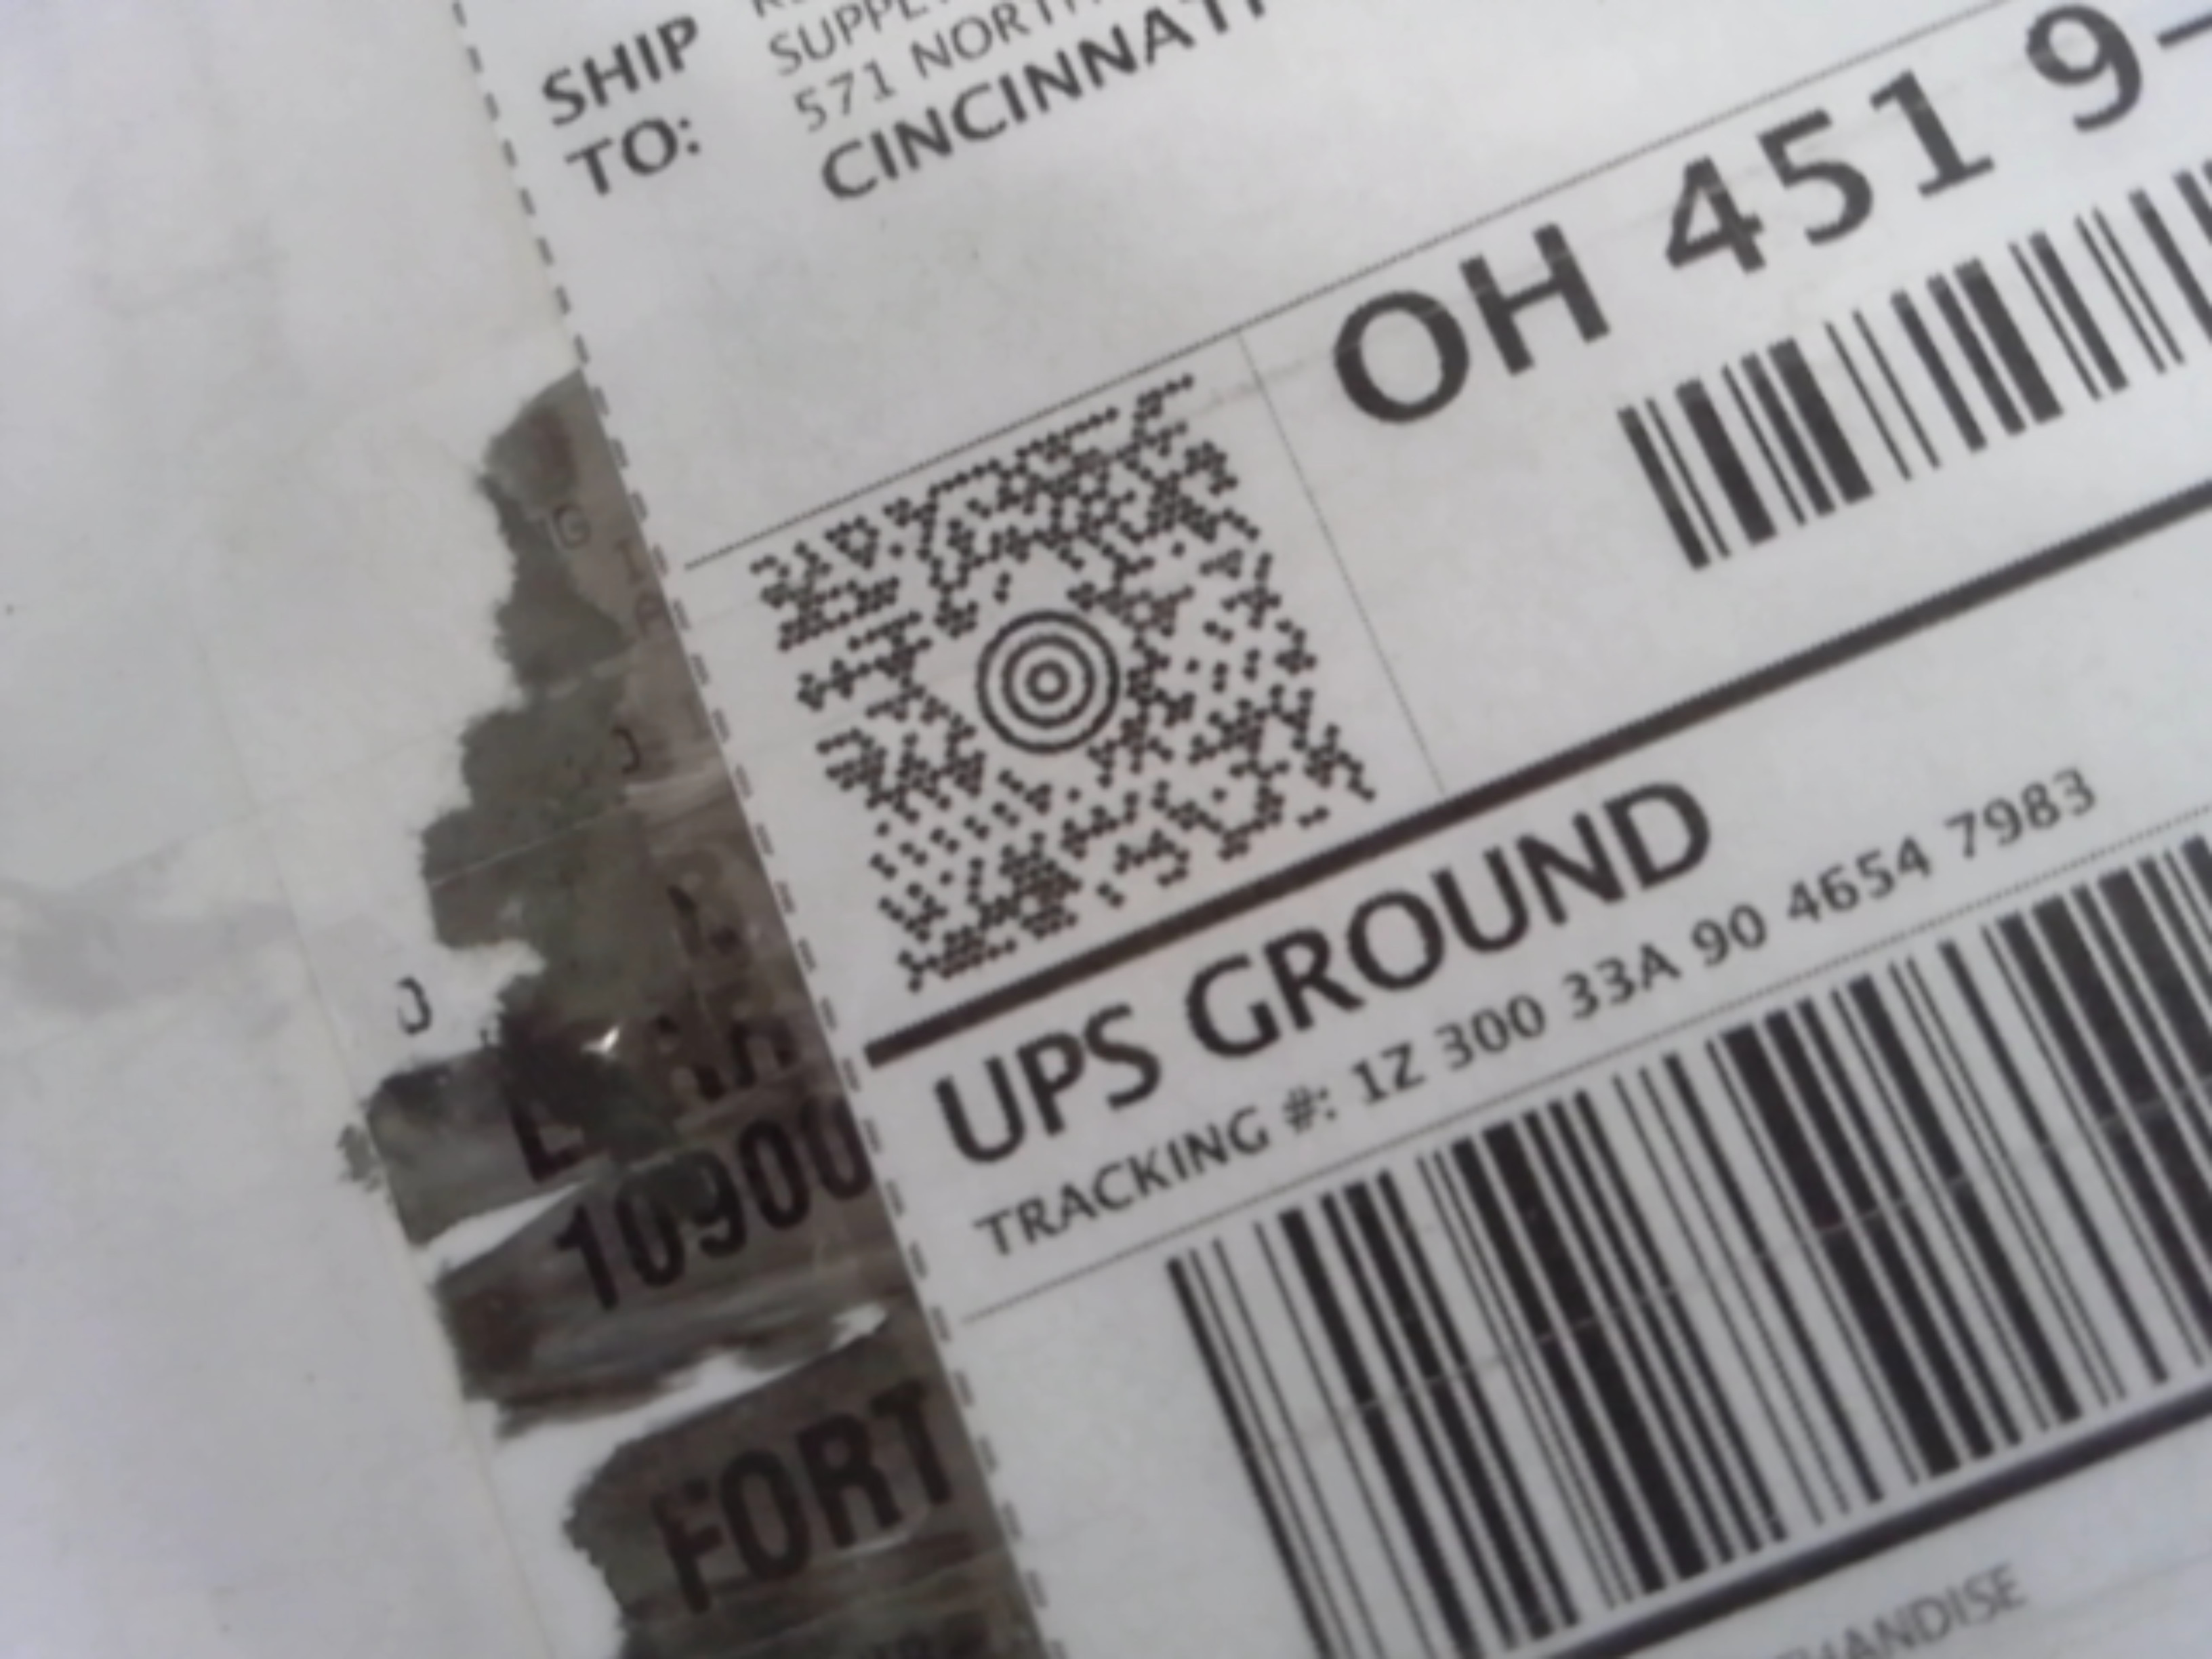 SHIP
TO:
571 NORTH
CINCINNATI
OH 451 9-
UPS GROUND
TRACKING #: 1Z 300 33A 90 4654 7983
10900
FORT